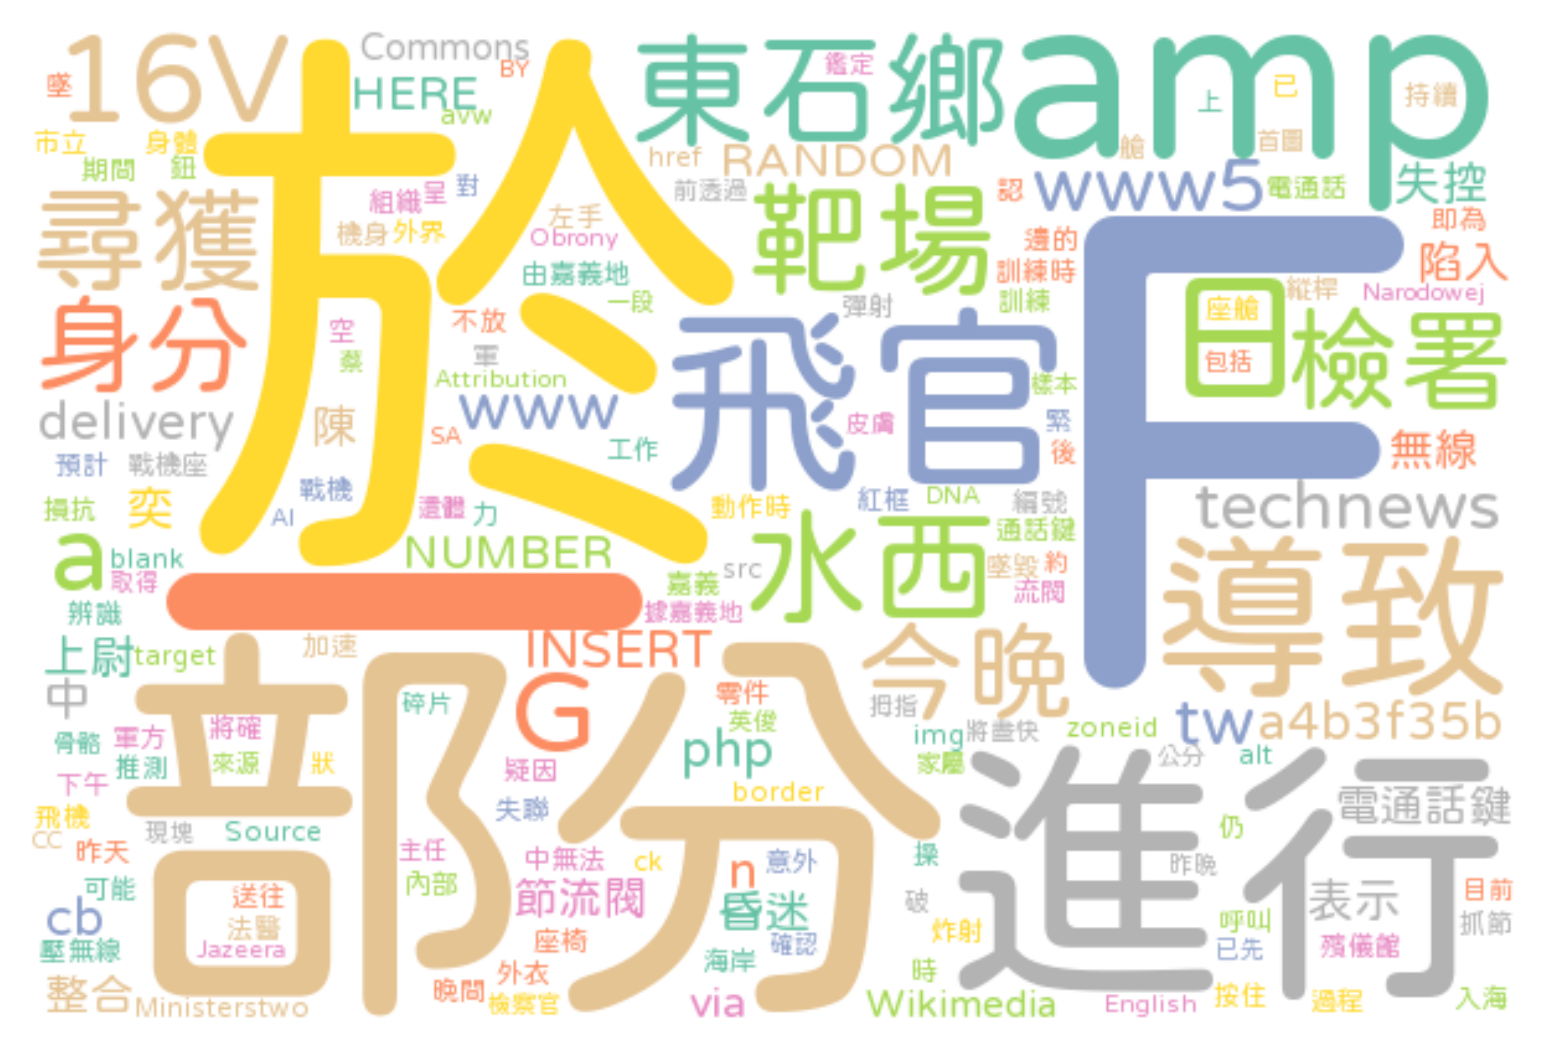 16V
Commons
BY
HERE
avw
墜
東石鄉
鑑定
amp
上
已
持續
市立
身體
期間
鈕
於
href
RANDOM
艙
首圖
組織
呈
對
前透過
認
www5
電通話
失控
尋獲
機身
外界
左手
Obrony
靶場
邊的
即為
由嘉義地
訓練時
陷入
一段
訓練
F
縱桿
Narodowej
身分
空
不放
彈射
日
座艙
檢署
蔡
軍
飛官
包括
Attribution
樣本
delivery
陳
www
SA
工作
皮膚
緊
後
無線
預計
戰機座
戰機
奕
AI
遺體
力
動作時
紅框
DNA
編號
technews
損抗
通話鍵
a
blank
NUMBER
水西
取得
嘉義
src
墜毀
約
導致
辨識
一
據嘉義地
流閥
上尉
target
加速
INSERT
今晚
中
部分
碎片
G
零件
英俊
拇指
tw
a4b3f35b
骨骼
軍方
將確
php
img
將盡快
zoneid
推測
來源
狀
疑因
家屬
公分
alt
下午
border
進行
電通話鍵
飛機
失聯
CC
現塊
Source
仍
昨天
主任
中無法
ck
n
意外
操
昨晚
可能
內部
節流閥
昏迷
破
表示
目前
送往
cb
法醫
座椅
確認
炸射
呼叫
抓節
壓無線
Jazeera
海岸
已先
殯儀館
外衣
時
整合
Ministerstwo
晚間
檢察官
via
Wikimedia
English
按住
過程
入海